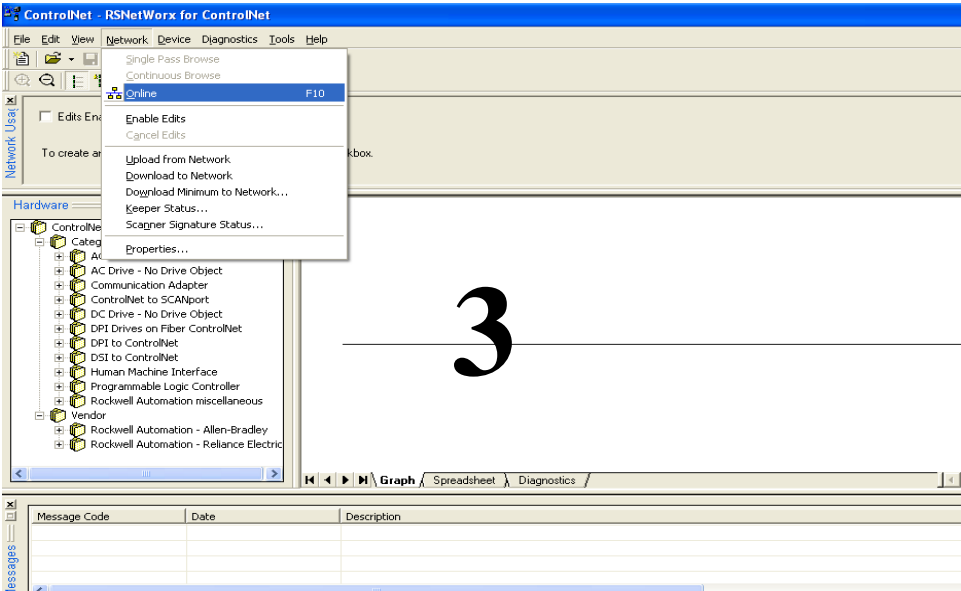 ControlNet - RSNetWorx for ControlNet
File Edit View Network Device Diagnostics Tools Help
Single Pass Browse
Continuous Browse
Online F10
Enable Edits
Cancel Edits
Upload from Network
Download to Network
Download Minimum to Network...
Keeper Status...
Scanner Signature Status...
Properties...
Network Usag
Edits Ena
To create an
kbox.
Hardware
ControlNe
Categ
AC
AC Drive - No Drive Object
Communication Adapter
ControlNet to SCANport
DC Drive - No Drive Object
DPI Drives on Fiber ControlNet
DPI to ControlNet
DSI to ControlNet
Human Machine Interface
Programmable Logic Controller
Rockwell Automation miscellaneous
Vendor
Rockwell Automation - Allen-Bradley
Rockwell Automation - Reliance Electric
3
Graph Spreadsheet Diagnostics
Messages
Message Code Date Description